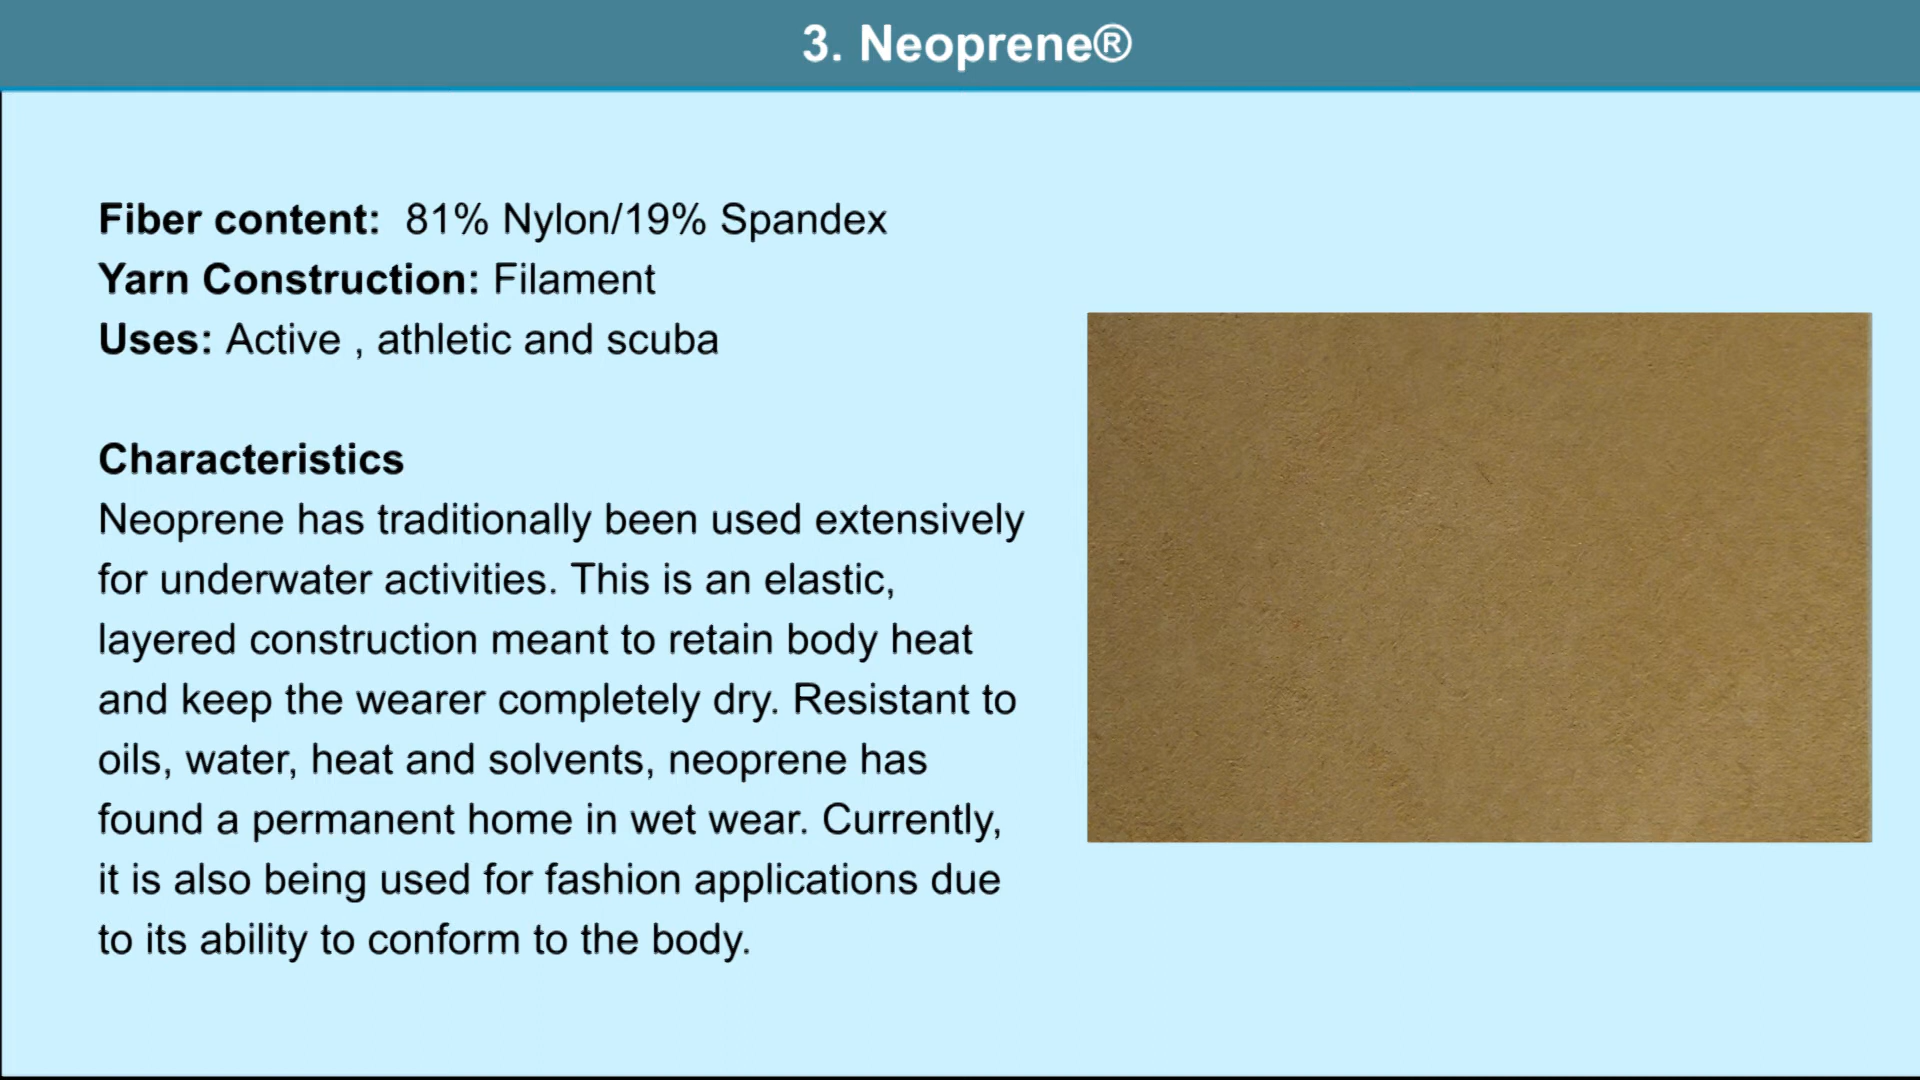 3. Neoprene®
Fiber content: 81% Nylon/19% Spandex
Yarn Construction: Filament
Uses: Active , athletic and scuba
Characteristics
Neoprene has traditionally been used extensively
for underwater activities. This is an elastic,
layered construction meant to retain body heat
and keep the wearer completely dry. Resistant to
oils, water, heat and solvents, neoprene has
found a permanent home in wet wear. Currently,
it is also being used for fashion applications due
to its ability to conform to the body.